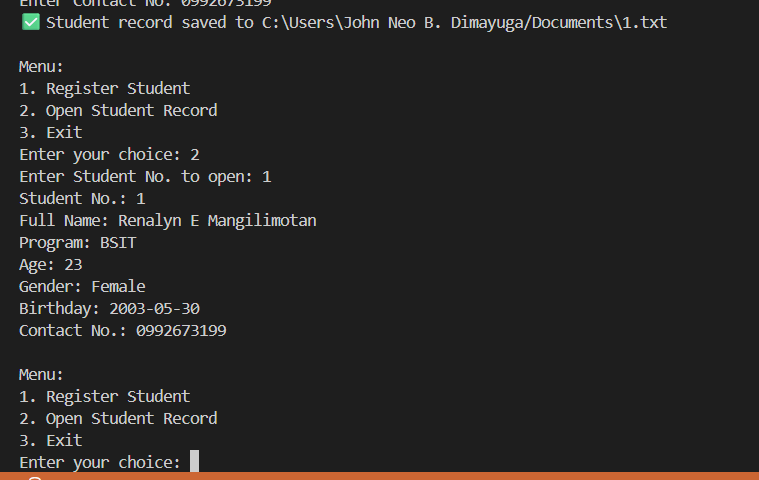 Enter Contact No. 0992673199
✅ Student record saved to C:\Users\John Neo B. Dimayuga/Documents\1.txt
Menu:
1. Register Student
2. Open Student Record
3. Exit
Enter your choice: 2
Enter Student No. to open: 1
Student No.: 1
Full Name: Renalyn E Mangilimotan
Program: BSIT
Age: 23
Gender: Female
Birthday: 2003-05-30
Contact No.: 0992673199
Menu:
1. Register Student
2. Open Student Record
3. Exit
Enter your choice: